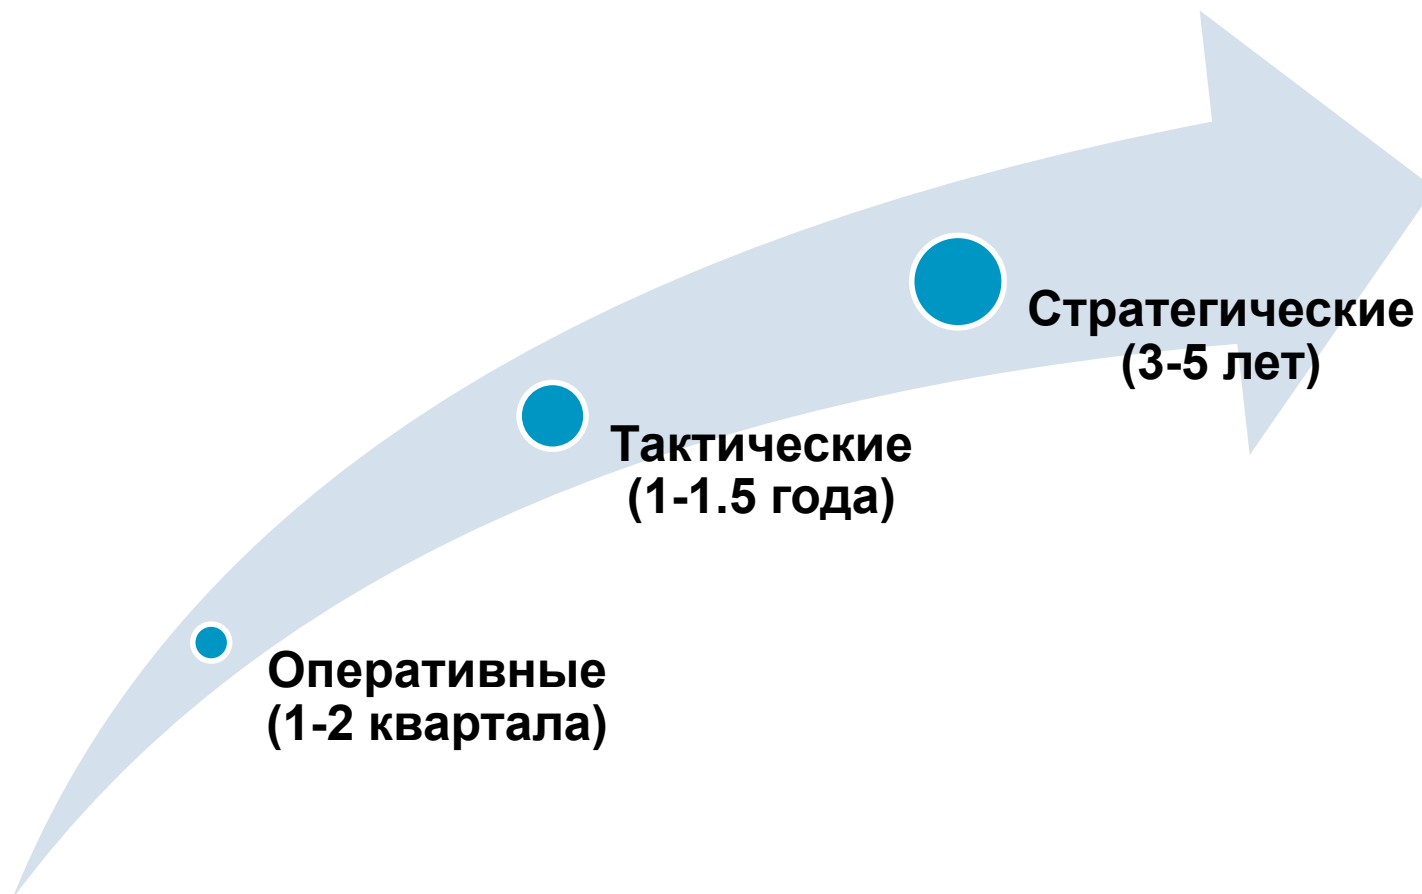 Стратегические
(3-5 лет)
Тактические
(1-1.5 года)
Оперативные
(1-2 квартала)